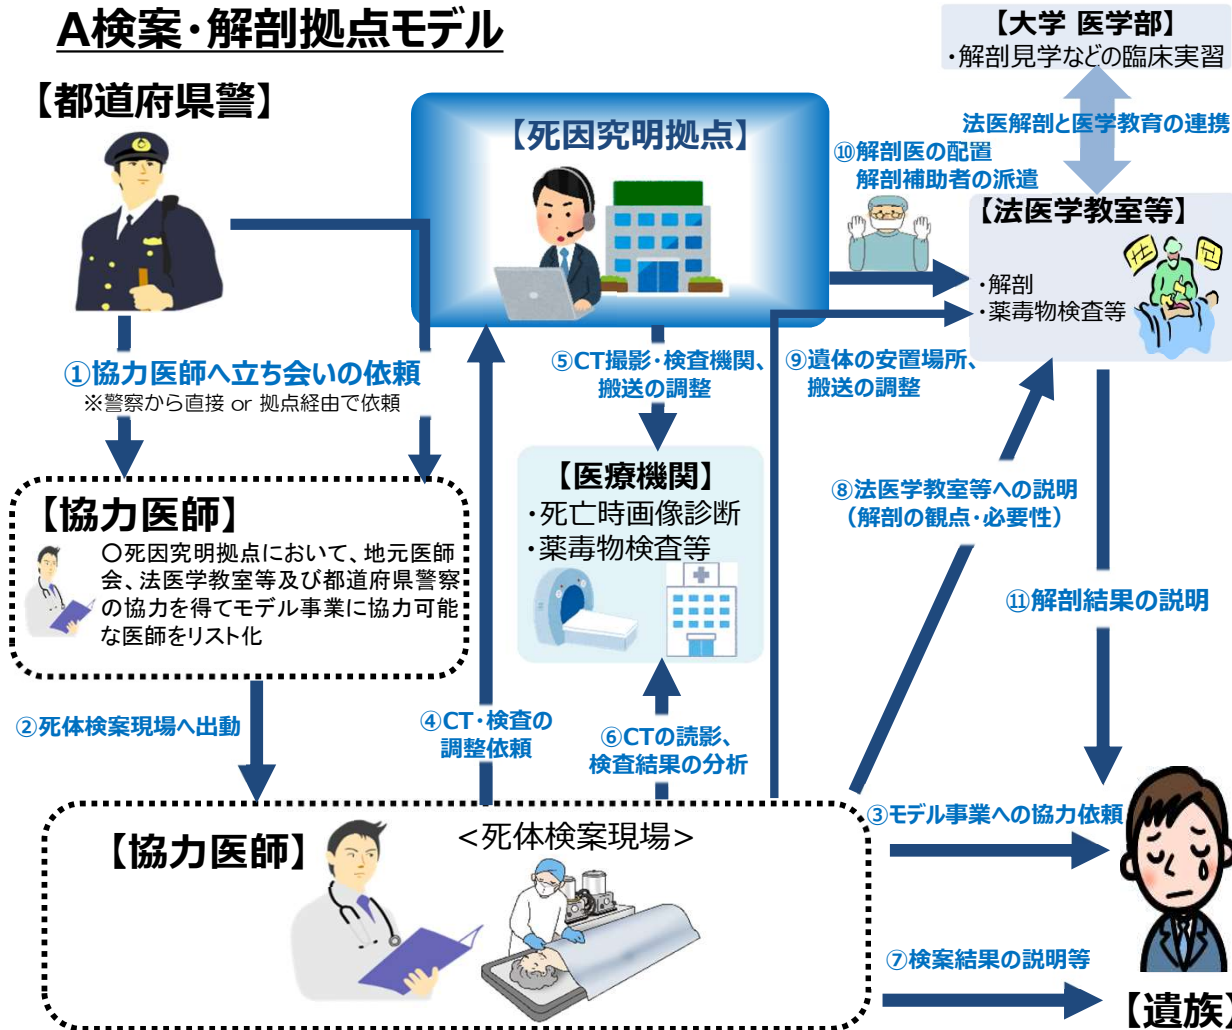 A検案・解剖拠点モデル
【大学 医学部】
・解剖見学などの臨床実習
【都道府県警】
【死因究明拠点】
法医解剖と医学教育の連携
⑩解剖医の配置
解剖補助者の派遣
【法医学教室等】
・解剖
・薬毒物検査等
①協力医師へ立ち会いの依頼
※警察から直接 or 拠点経由で依頼
⑤CT撮影・検査機関、
搬送の調整
⑨遺体の安置場所、
搬送の調整
【医療機関】
・死亡時画像診断
・薬毒物検査等
⑧法医学教室等への説明
（解剖の観点・必要性）
【協力医師】
〇死因究明拠点において、地元医師
会、法医学教室等及び都道府県警察
の協力を得てモデル事業に協力可能
な医師をリスト化
⑪解剖結果の説明
②死体検案現場へ出動
④CT・検査の
調整依頼
⑥CTの読影、
検査結果の分析
③モデル事業への協力依頼
【協力医師】
<死体検案現場>
⑦検案結果の説明等
【遺族】